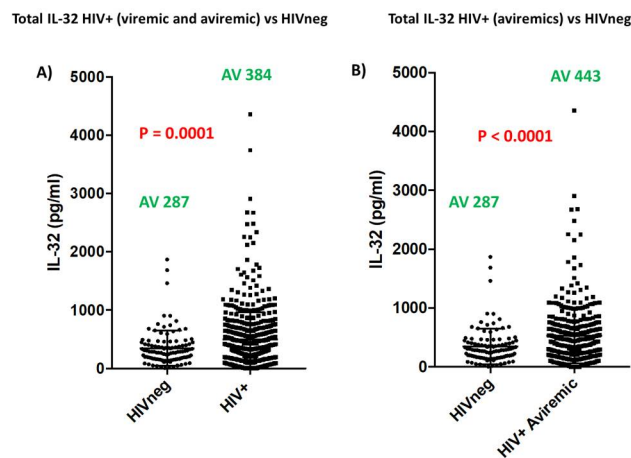 Total IL-32 HIV+ (viremic and aviremic) vs HIVneg
Total IL-32 HIV+ (aviremics) vs HIVneg
A)
AV 384
5000
4000
3000
2000
1000
0
IL-32 (pg/ml)
P = 0.0001
AV 287
HIVneg
HIV+
B)
AV 443
5000
4000
3000
2000
1000
0
IL-32 (pg/ml)
P < 0.0001
AV 287
HIVneg
HIV+ Aviremic